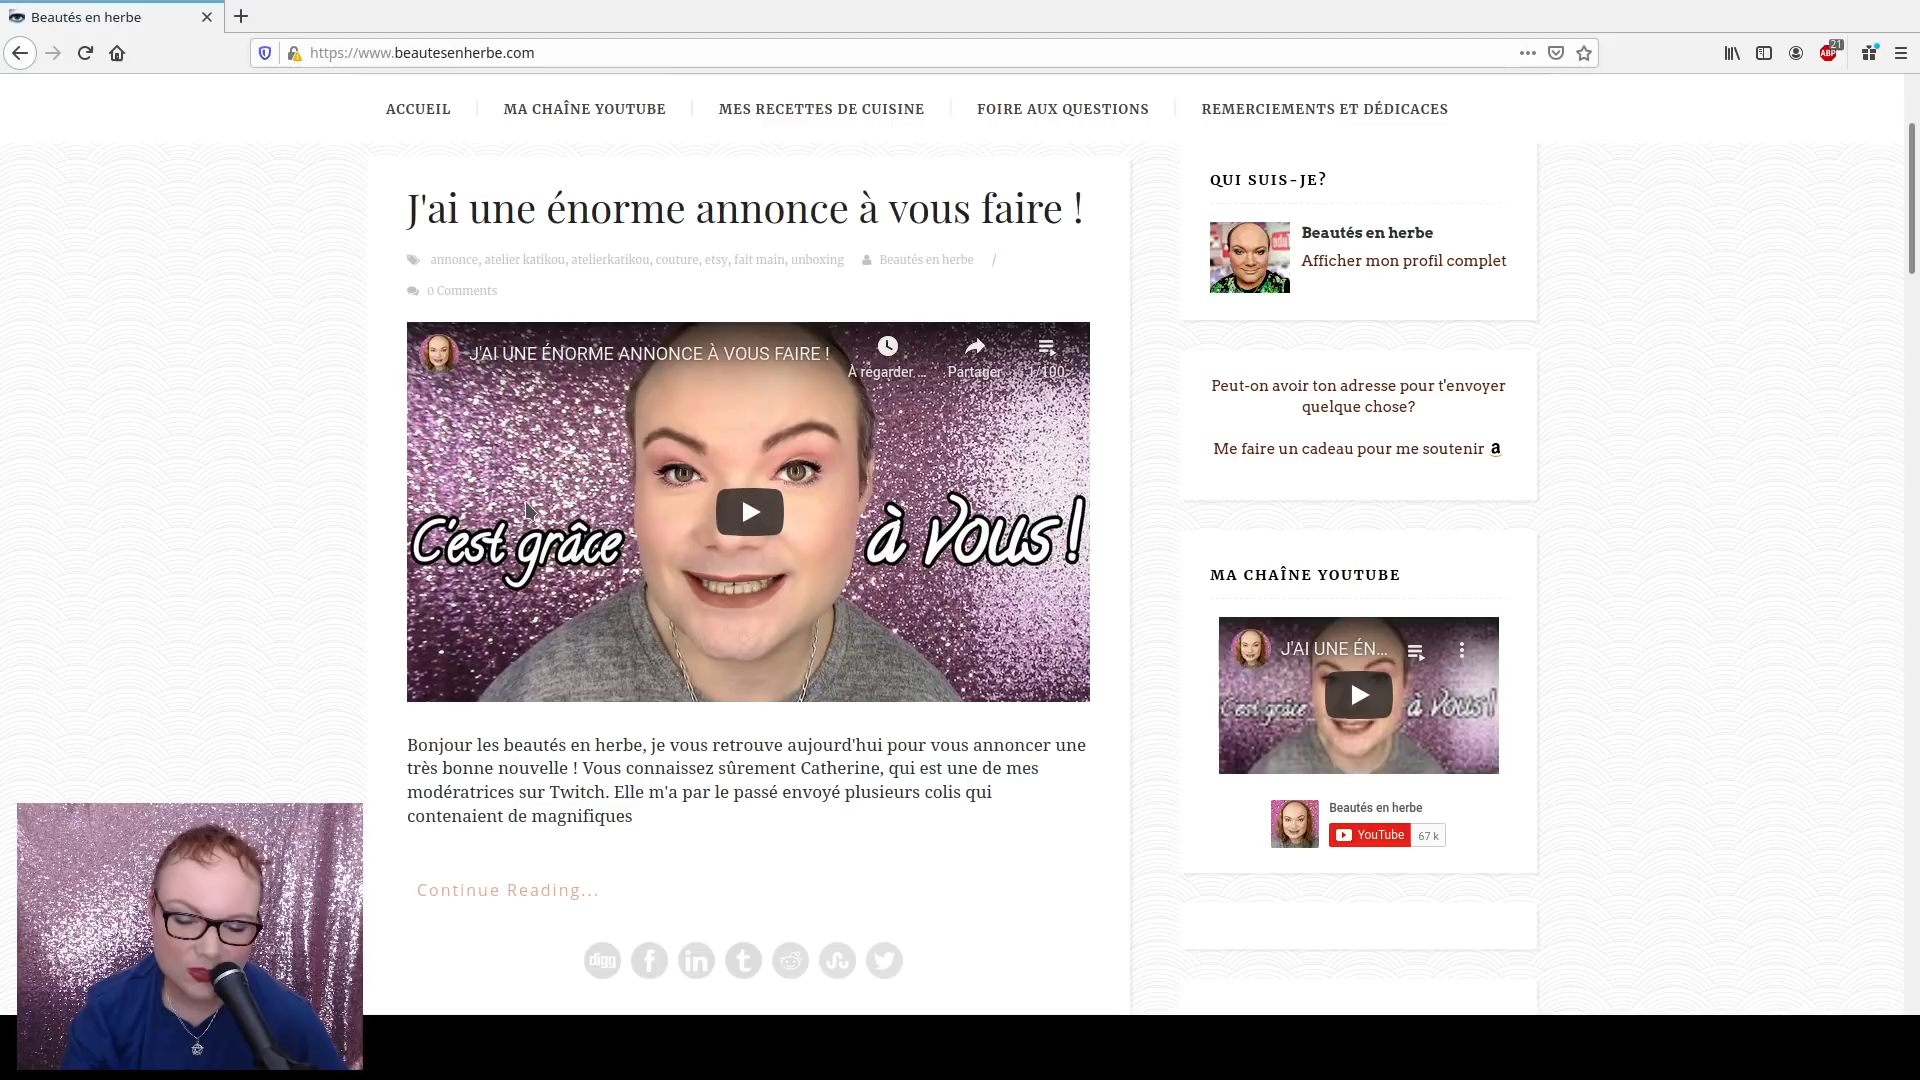 Beautés en herbe
https://www.beautesenherbe.com
ABP
21
ACCUEIL
MA CHAÎNE YOUTUBE
MES RECETTES DE CUISINE
FOIRE AUX QUESTIONS
REMERCIEMENTS ET DÉDICACES
J'ai une énorme annonce à vous faire !
annonce, atelier katikou, atelierkatikou, couture, etsy, fait main, unboxing
Beautés en herbe /
0 Comments
J'AI UNE ÉNORME ANNONCE À VOUS FAIRE !
À regarder ...
Partager
1/100
C'est grâce
à vous !
Bonjour les beautés en herbe, je vous retrouve aujourd'hui pour vous annoncer une
très bonne nouvelle ! Vous connaissez sûrement Catherine, qui est une de mes
modératrices sur Twitch. Elle m'a par le passé envoyé plusieurs colis qui
contenaient de magnifiques
Continue Reading...
digg
QUI SUIS-JE?
Beautés en herbe
Afficher mon profil complet
Peut-on avoir ton adresse pour t'envoyer
quelque chose?
Me faire un cadeau pour me soutenir a
MA CHAÎNE YOUTUBE
J'AI UNE ÉN...
C'est grâce
à vous !
Beautés en herbe
YouTube
67 k